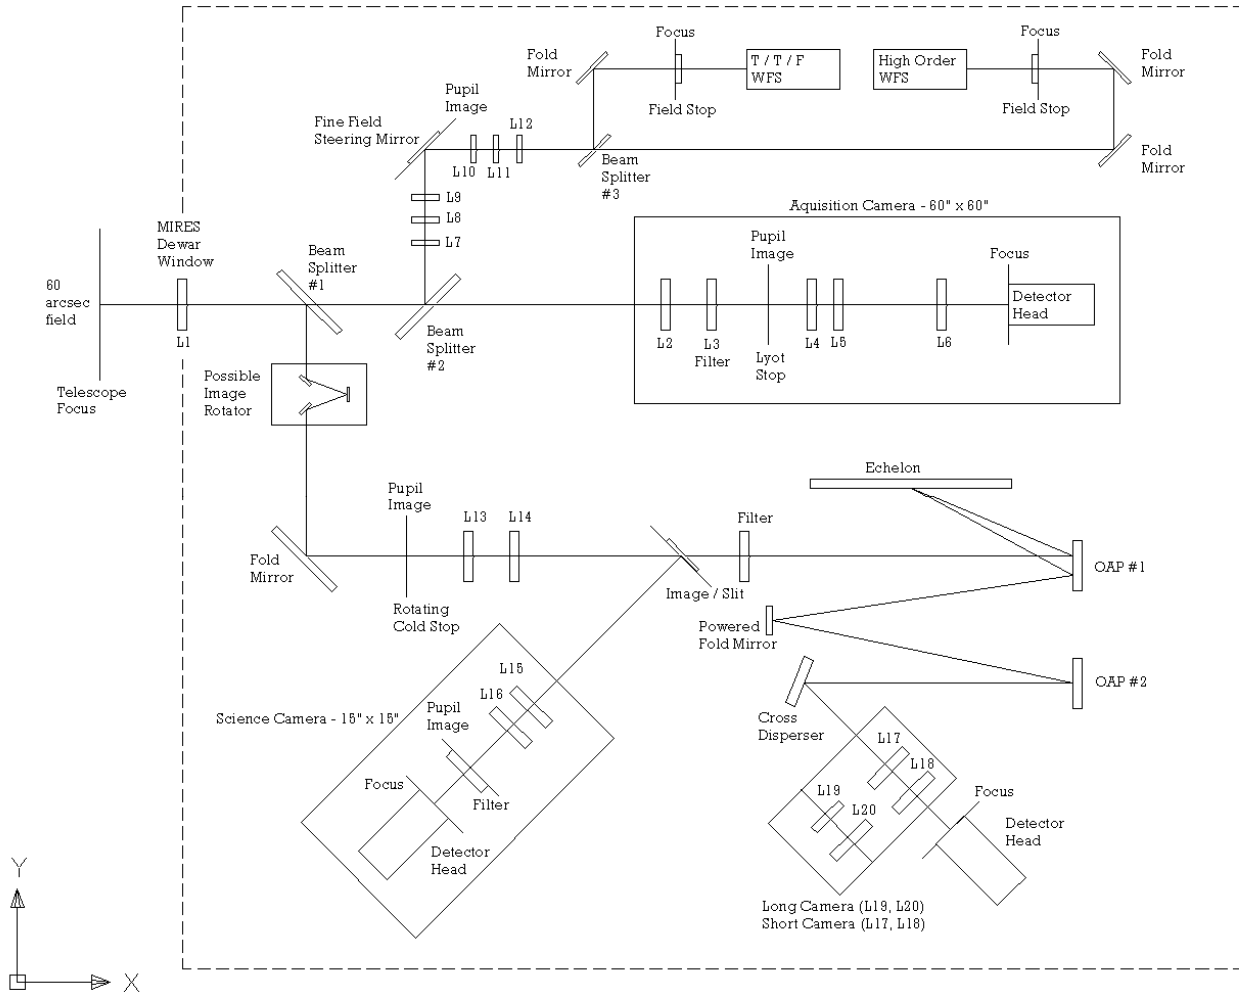 Focus
Focus
Fold
Mirror
T / T / F
WFS
High Order
WFS
Fold
Mirror
Field Stop
Field Stop
Pupil
Image
Fine Field
Steering Mirror
L12
L10
L11
Beam
Splitter
#3
Fold
Mirror
L9
L8
L7
Aquisition Camera - 60" x 60"
MIRES
Dewar
Window
Beam
Splitter
#1
Pupil
Image
Focus
60
arcsec
field
Detector
Head
L1
Beam
Splitter
#2
L2
L3
Filter
Lyot
Stop
L4
L5
L6
Telescope
Focus
Possible
Image
Rotator
Echelon
Pupil
Image
L13
L14
Filter
Fold
Mirror
OAP #1
Rotating
Cold Stop
Image / Slit
Powered
Fold Mirror
L15
L16
OAP #2
Science Camera - 15" x 15"
Pupil
Image
Cross
Disperser
L17
L18
Focus
Filter
L19
L20
Focus
Detector
Head
Detector
Head
Long Camera (L19, L20)
Short Camera (L17, L18)
Y
X